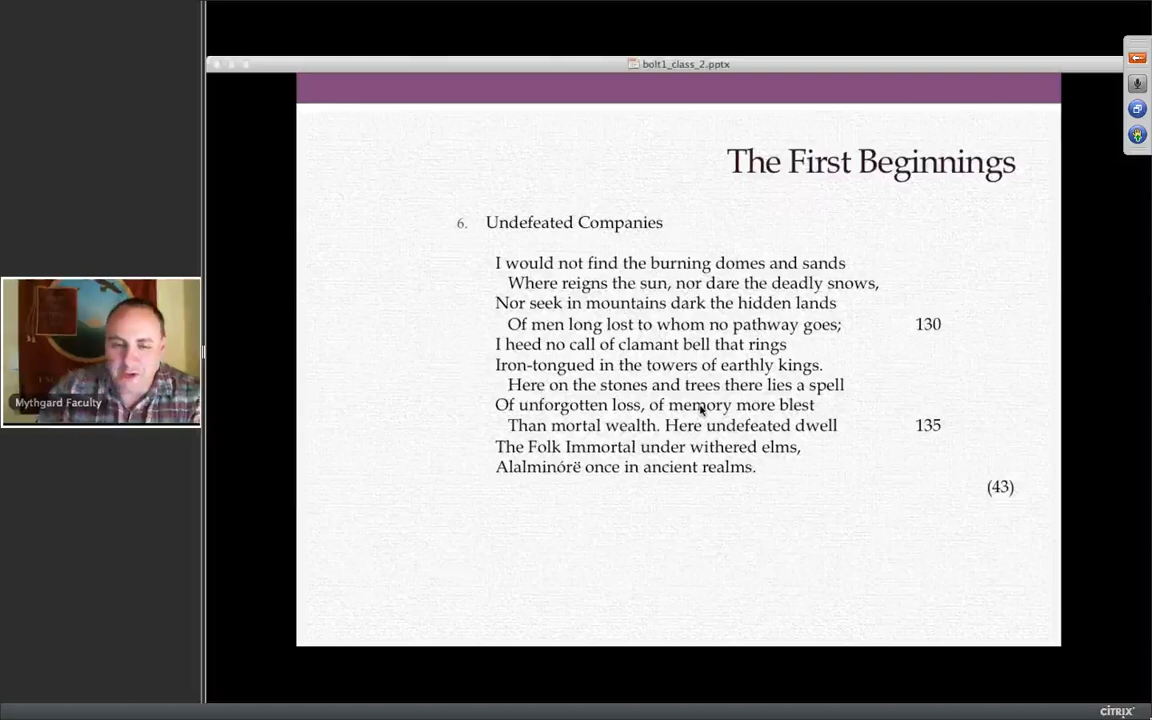 bolt1_class_2.pptx
The First Beginnings
6. Undefeated Companies
I would not find the burning domes and sands
Where reigns the sun, nor dare the deadly snows,
Nor seek in mountains dark the hidden lands
Of men long lost to whom no pathway goes; 130
I heed no call of clamant bell that rings
Iron-tongued in the towers of earthly kings.
Here on the stones and trees there lies a spell
Of unforgotten loss, of memory more blest
Than mortal wealth. Here undefeated dwell 135
The Folk Immortal under withered elms,
Alalminórë once in ancient realms.
(43)
Mythgard Faculty
CITRIX